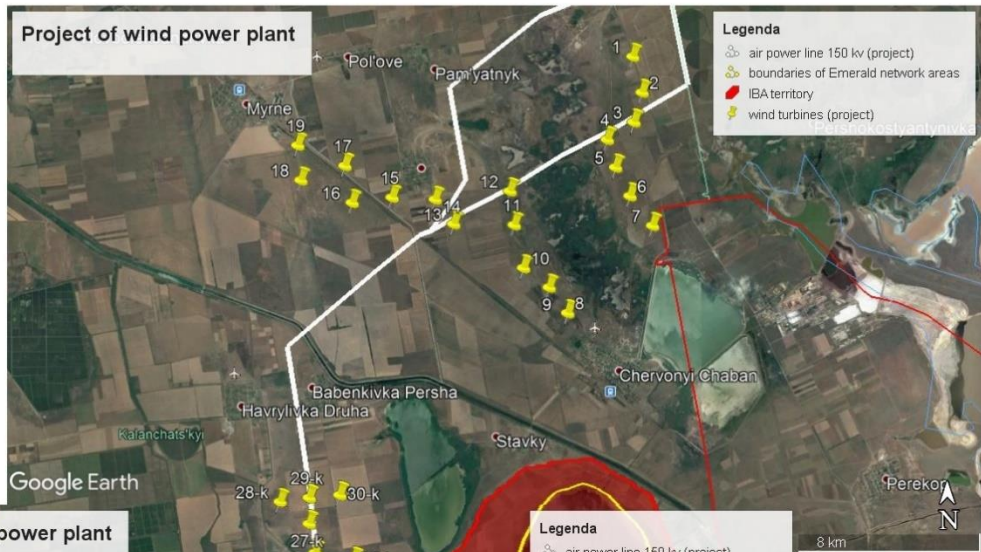 Project of wind power plant
Legenda
air power line 150 kv (project)
boundaries of Emerald network areas
IBA territory
wind turbines (project)
Pershokostyantynivka
Pol'ove
Pam'yatnyk
Myrne
1
2
3
4
5
6
7
19
17
18
16
15
12
13
14
11
10
9
8
Chervonyi Chaban
Babenkivka Persha
Havrylivka Druha
Kalanchats'kyi
Stavky
Google Earth
28-k
29-k
30-k
27-k
Perekop
N
8 km
power plant
Legenda
air power line 150 kv (project)